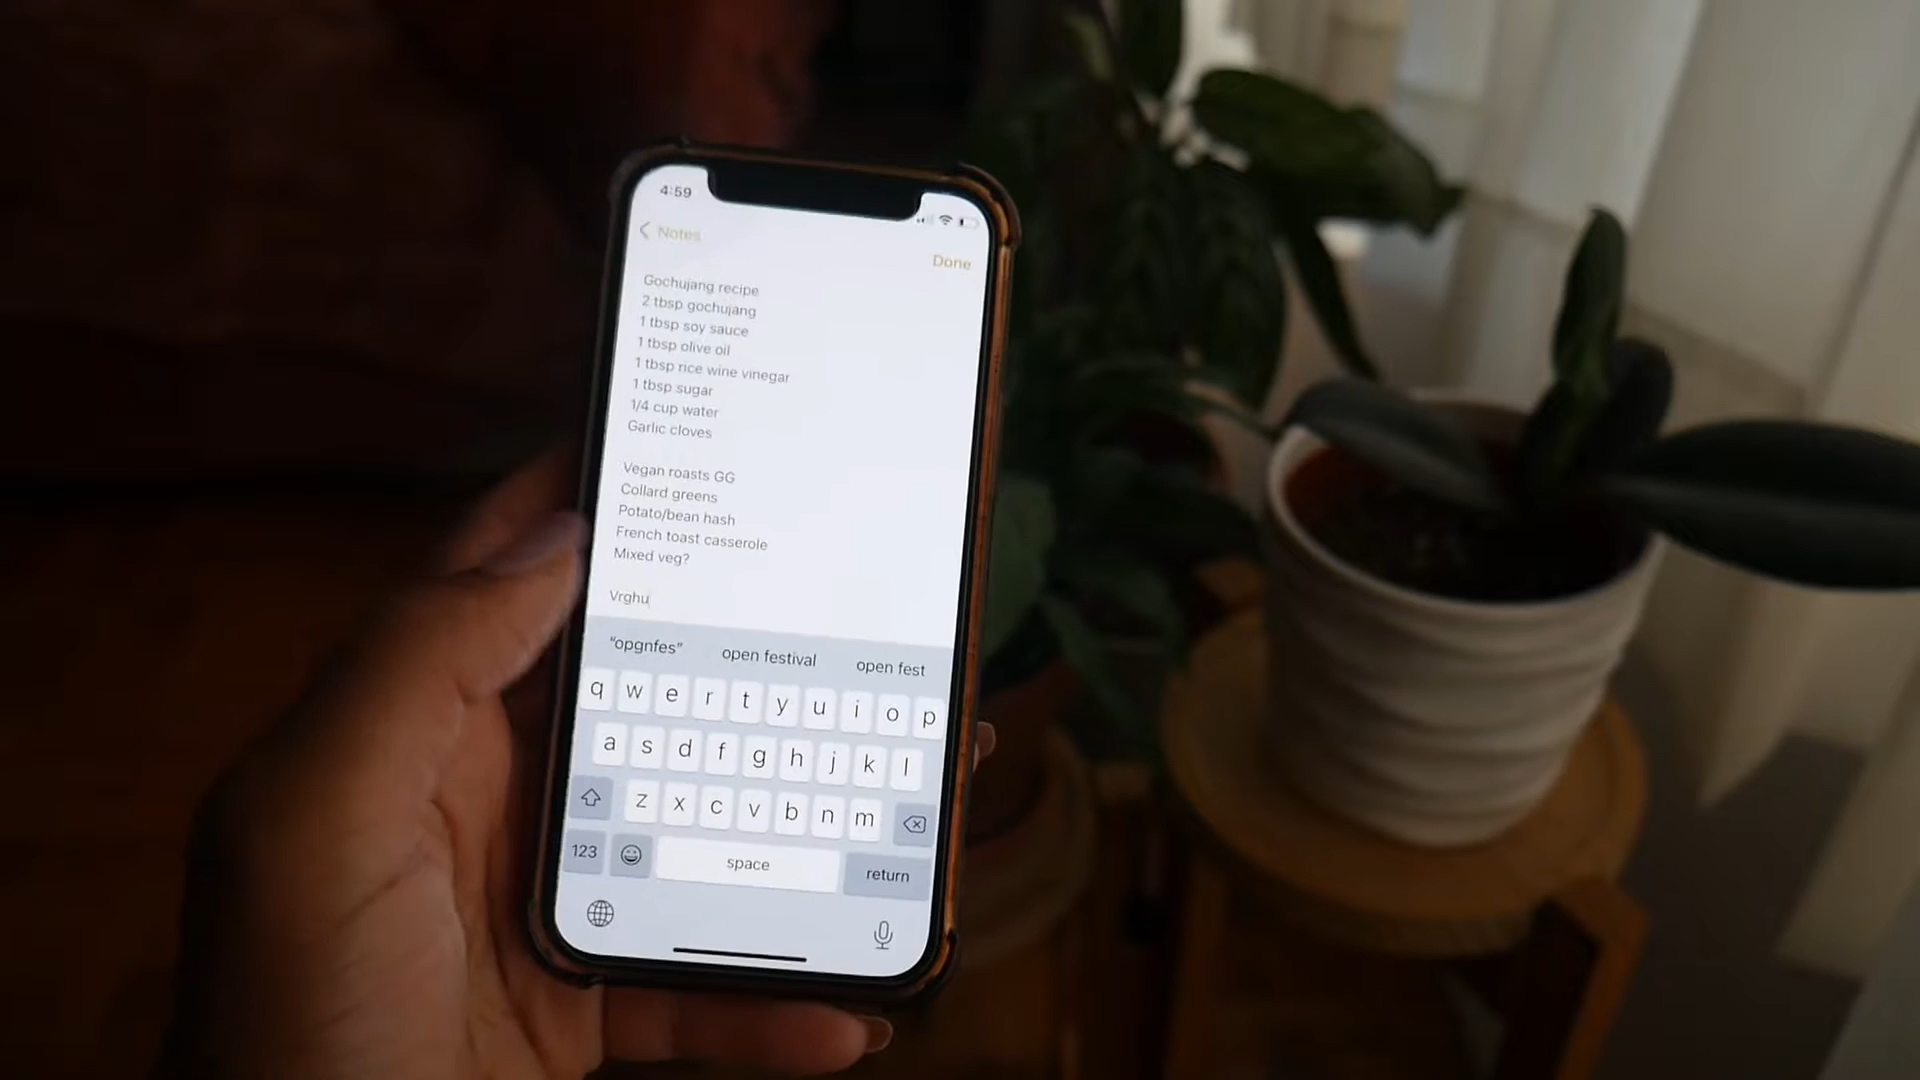 4:59
Notes
Done
Gochujang recipe
2 tbsp gochujang
1 tbsp soy sauce
1 tbsp olive oil
1 tbsp rice wine vinegar
1 tbsp sugar
1/4 cup water
Garlic cloves
Vegan roasts GG
Collard greens
Potato/bean hash
French toast casserole
Mixed veg?
Vrghu
"opgnfes" open festival open fest
q w e r t y u i o p
a s d f g h j k l
z x c v b n m
123 space return